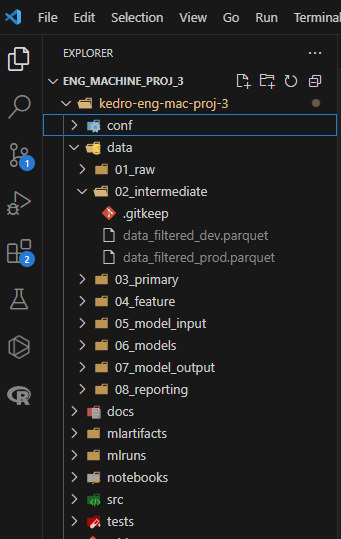 File Edit Selection View Go Run Terminal
EXPLORER
ENG_MACHINE_PROJ_3
kedro-eng-mac-proj-3
conf
data
01_raw
02_intermediate
.gitkeep
data_filtered_dev.parquet
data_filtered_prod.parquet
03_primary
04_feature
05_model_input
06_models
07_model_output
08_reporting
docs
mlartifacts
mlruns
notebooks
src
tests
1
2